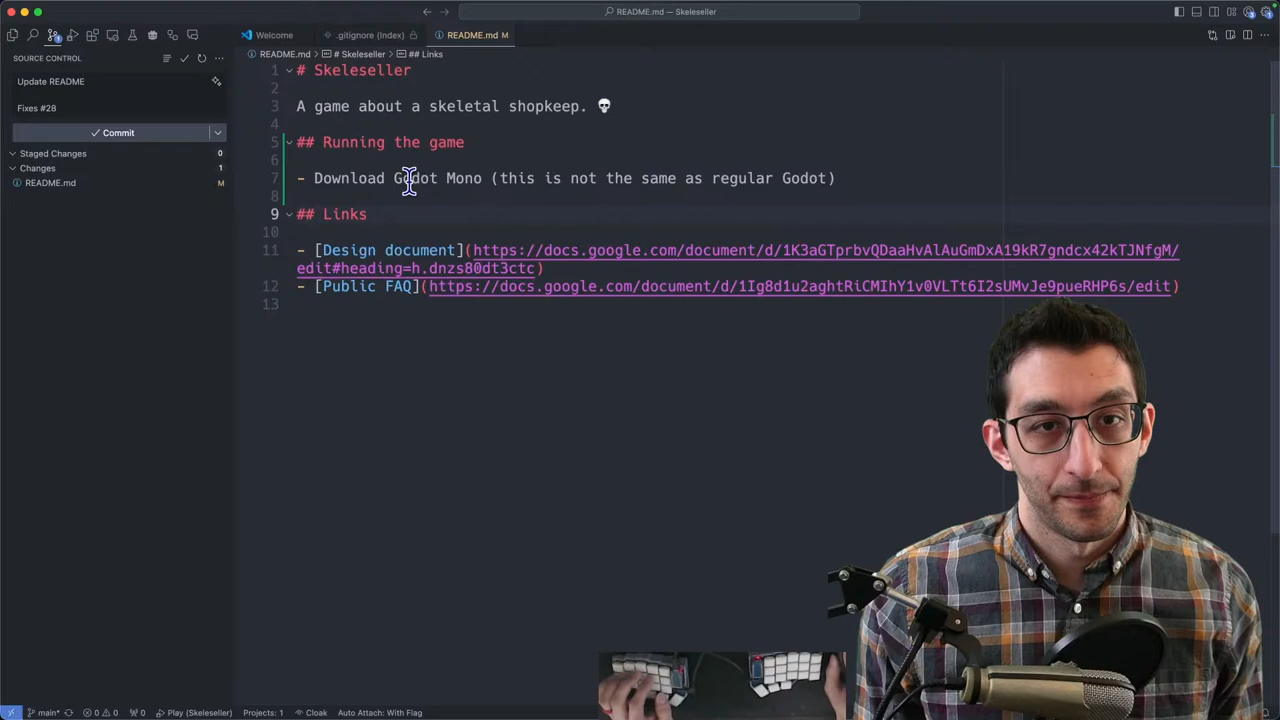 README.md — Skeleseller
3
Welcome
.gitignore (Index)
README.md M
SOURCE CONTROL
README.md > # Skeleseller > ## Links
Update README
Fixes #28
Commit
Staged Changes 0
Changes 1
README.md M
1 # Skeleseller
2
3 A game about a skeletal shopkeep. 💀
4
5 ## Running the game
6
7 - Download Godot Mono (this is not the same as regular Godot)
8
9 ## Links
10
11 - [Design document](https://docs.google.com/document/d/1K3aGTprbvQDaaHvAlAuGmDxA19kR7gndcx42kTJNfgM/
edit#heading=h.dnzs80dt3ctc)
12 - [Public FAQ](https://docs.google.com/document/d/1Ig8d1u2aghtRiCMIhY1v0VLTt6I2sUMvJe9pueRHP6s/edit)
13
main* 0 0 0 Play (Skeleseller) Projects: 1 Cloak Auto Attach: With Flag